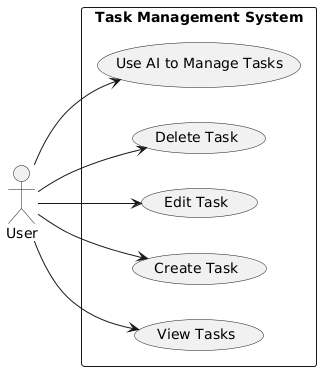 Task Management System
Use AI to Manage Tasks
Delete Task
Edit Task
User
Create Task
View Tasks